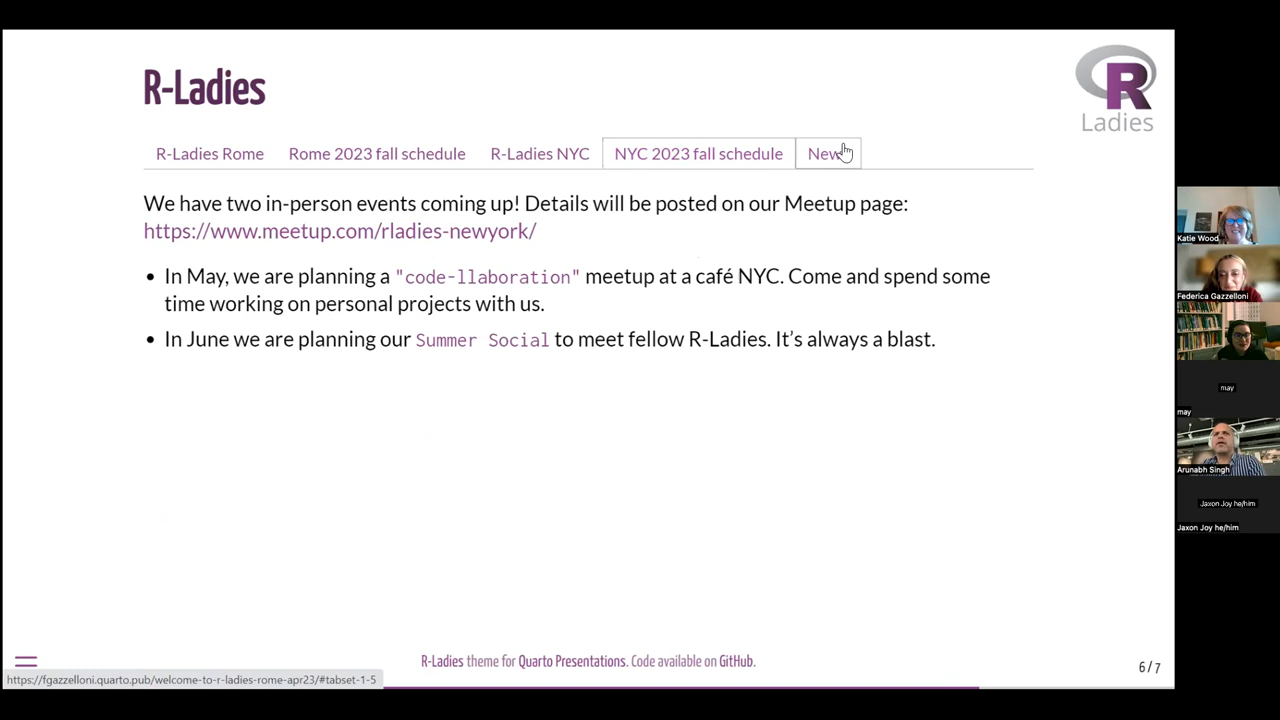 R-Ladies
R
Ladies
R-Ladies Rome
Rome 2023 fall schedule
R-Ladies NYC
NYC 2023 fall schedule
New
We have two in-person events coming up! Details will be posted on our Meetup page:
https://www.meetup.com/rladies-newyork/
• In May, we are planning a "code-llaboration" meetup at a café NYC. Come and spend some
time working on personal projects with us.
• In June we are planning our Summer Social to meet fellow R-Ladies. It's always a blast.
Katie Wood
Federica Gazzelloni
may
may
Arunabh Singh
Jaxon Joy he/him
Jaxon Joy he/him
R-Ladies theme for Quarto Presentations. Code available on GitHub.
6 / 7
https://fgazzelloni.quarto.pub/welcome-to-r-ladies-rome-apr23/#tabset-1-5